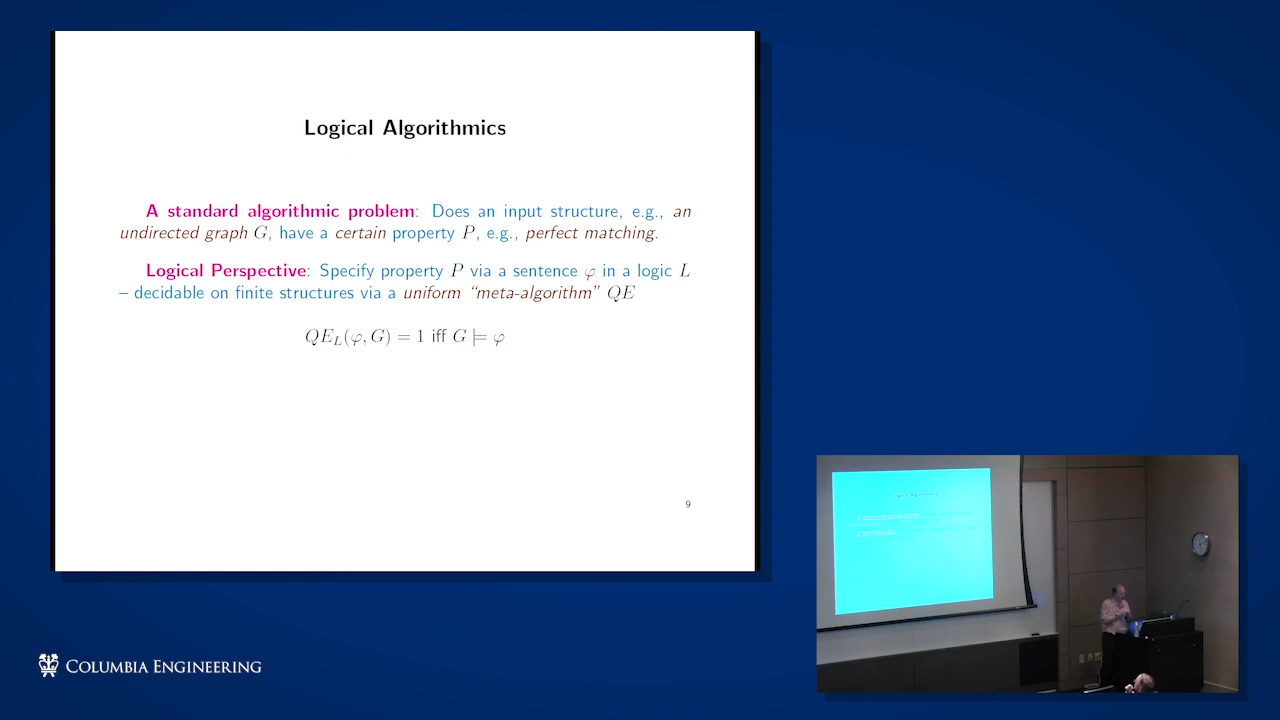 Logical Algorithmics
A standard algorithmic problem: Does an input structure, e.g., an
undirected graph G, have a certain property P, e.g., perfect matching.
Logical Perspective: Specify property P via a sentence φ in a logic L
– decidable on finite structures via a uniform “meta-algorithm” QE
QE_L(φ, G) = 1 iff G ⊨ φ
9
Logical Algorithmics
COLUMBIA ENGINEERING